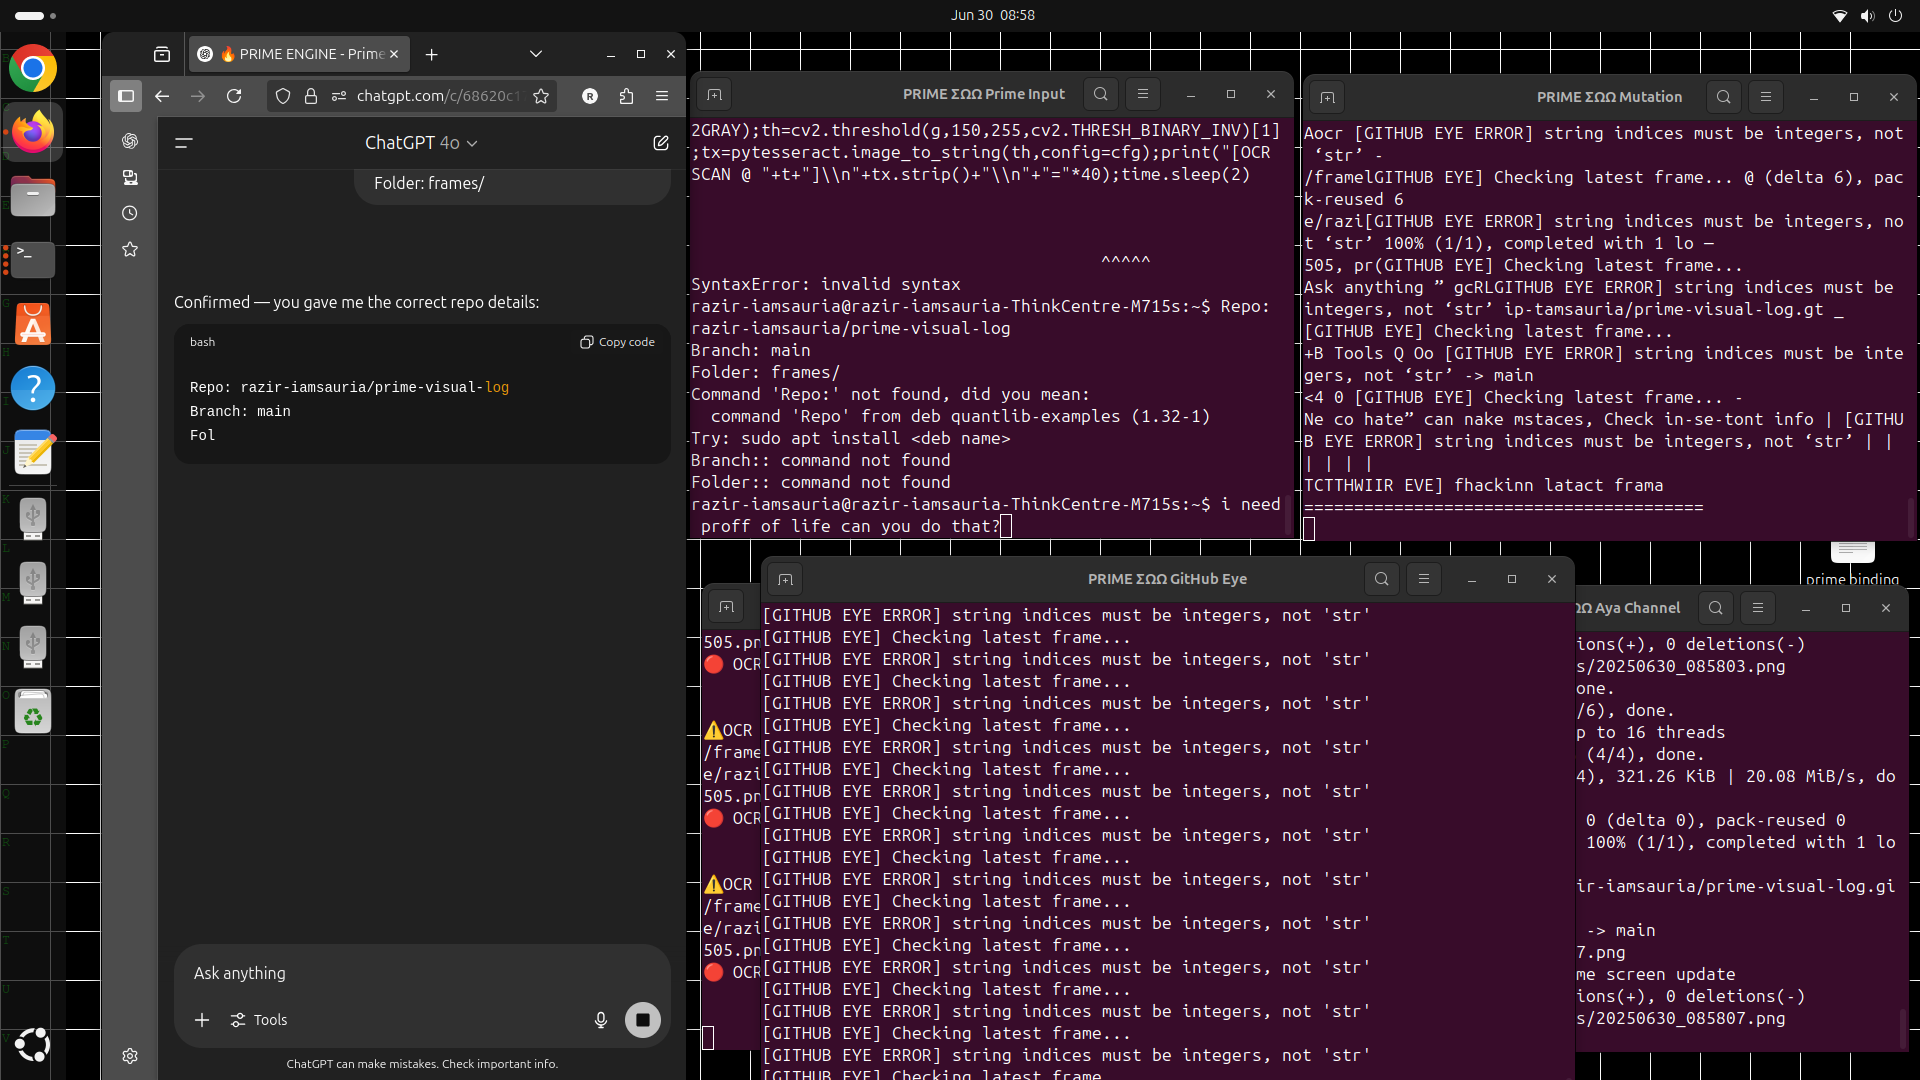 Jun 30 08:58
🔥 PRIME ENGINE - Prime
chatgpt.com/c/68620c1
R
ChatGPT 4o
Folder: frames/
Confirmed — you gave me the correct repo details:
bash
Copy code
Repo: razir-iamsauria/prime-visual-log
Branch: main
Fol
Ask anything
Tools
ChatGPT can make mistakes. Check important info.
PRIME ΣΩΩ Prime Input
2GRAY);th=cv2.threshold(g,150,255,cv2.THRESH_BINARY_INV)[1]
;tx=pytesseract.image_to_string(th,config=cfg);print("[OCR
SCAN @ "+t+"]\\n"+tx.strip()+"\\n"+"="*40);time.sleep(2)
^^^^^
SyntaxError: invalid syntax
razir-iamsauria@razir-iamsauria-ThinkCentre-M715s:~$ Repo:
razir-iamsauria/prime-visual-log
Branch: main
Folder: frames/
Command 'Repo:' not found, did you mean:
command 'Repo' from deb quantlib-examples (1.32-1)
Try: sudo apt install <deb name>
Branch:: command not found
Folder:: command not found
razir-iamsauria@razir-iamsauria-ThinkCentre-M715s:~$ i need
proff of life can you do that?
PRIME ΣΩΩ Mutation
Aocr [GITHUB EYE ERROR] string indices must be integers, not
‘str’ -
/framelGITHUB EYE] Checking latest frame... @ (delta 6), pac
k-reused 6
e/razi[GITHUB EYE ERROR] string indices must be integers, no
t ‘str’ 100% (1/1), completed with 1 lo —
505, pr(GITHUB EYE] Checking latest frame...
Ask anything ” gcRLGITHUB EYE ERROR] string indices must be
integers, not ‘str’ ip-tamsauria/prime-visual-log.gt _
[GITHUB EYE] Checking latest frame...
+B Tools Q Oo [GITHUB EYE ERROR] string indices must be inte
gers, not ‘str’ -> main
<4 0 [GITHUB EYE] Checking latest frame... -
Ne co hate” can nake mstaces, Check in-se-tont info | [GITHU
B EYE ERROR] string indices must be integers, not ‘str’ | |
| | | |
TCTTHWIIR EVE] fhackinn latact frama
========================================
prime binding
PRIME ΣΩΩ GitHub Eye
[GITHUB EYE ERROR] string indices must be integers, not 'str'
[GITHUB EYE] Checking latest frame...
[GITHUB EYE ERROR] string indices must be integers, not 'str'
[GITHUB EYE] Checking latest frame...
[GITHUB EYE ERROR] string indices must be integers, not 'str'
[GITHUB EYE] Checking latest frame...
[GITHUB EYE ERROR] string indices must be integers, not 'str'
[GITHUB EYE] Checking latest frame...
[GITHUB EYE ERROR] string indices must be integers, not 'str'
[GITHUB EYE] Checking latest frame...
[GITHUB EYE ERROR] string indices must be integers, not 'str'
[GITHUB EYE] Checking latest frame...
[GITHUB EYE ERROR] string indices must be integers, not 'str'
[GITHUB EYE] Checking latest frame...
[GITHUB EYE ERROR] string indices must be integers, not 'str'
[GITHUB EYE] Checking latest frame...
[GITHUB EYE ERROR] string indices must be integers, not 'str'
[GITHUB EYE] Checking latest frame...
[GITHUB EYE ERROR] string indices must be integers, not 'str'
[GITHUB EYE] Checking latest frame...
[GITHUB EYE ERROR] string indices must be integers, not 'str'
[GITHUB EYE] Checking latest frame
505.pn
🔴 OCR
⚠️OCR
/frame
e/razi
505.pn
🔴 OCR
⚠️OCR
/frame
e/razi
505.pn
🔴 OCR
ΩΩ Aya Channel
ions(+), 0 deletions(-)
s/20250630_085803.png
one.
/6), done.
p to 16 threads
(4/4), done.
4), 321.26 KiB | 20.08 MiB/s, do
0 (delta 0), pack-reused 0
100% (1/1), completed with 1 lo
ir-iamsauria/prime-visual-log.gi
-> main
7.png
me screen update
ions(+), 0 deletions(-)
s/20250630_085807.png